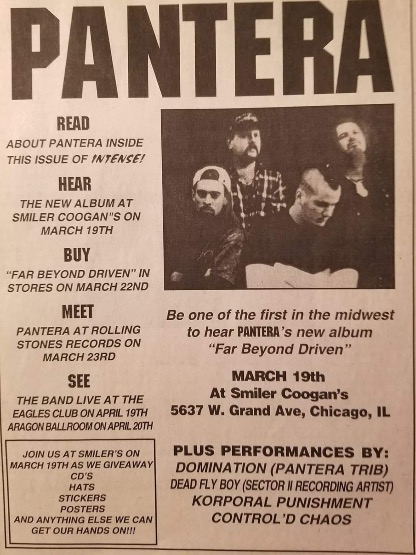 PANTERA
READ
ABOUT PANTERA INSIDE
THIS ISSUE OF INTENSE!
HEAR
THE NEW ALBUM AT
SMILER COOGAN"S ON
MARCH 19TH
BUY
"FAR BEYOND DRIVEN" IN
STORES ON MARCH 22ND
MEET
PANTERA AT ROLLING
STONES RECORDS ON
MARCH 23RD
SEE
THE BAND LIVE AT THE
EAGLES CLUB ON APRIL 19TH
ARAGON BALLROOM ON APRIL 20TH
JOIN US AT SMILER'S ON
MARCH 19TH AS WE GIVEAWAY
CD'S
HATS
STICKERS
POSTERS
AND ANYTHING ELSE WE CAN
GET OUR HANDS ON!!!
Be one of the first in the midwest
to hear PANTERA's new album
"Far Beyond Driven"
MARCH 19th
At Smiler Coogan's
5637 W. Grand Ave, Chicago, IL
PLUS PERFORMANCES BY:
DOMINATION (PANTERA TRIB)
DEAD FLY BOY (SECTOR II RECORDING ARTIST)
KORPORAL PUNISHMENT
CONTROL'D CHAOS